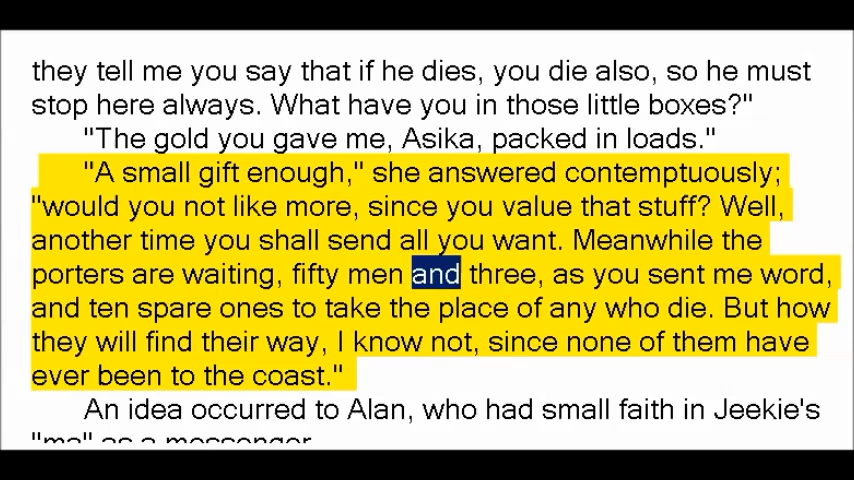 they tell me you say that if he dies, you die also, so he must
stop here always. What have you in those little boxes?"
"The gold you gave me, Asika, packed in loads."
"A small gift enough," she answered contemptuously;
"would you not like more, since you value that stuff? Well,
another time you shall send all you want. Meanwhile the
porters are waiting, fifty men and three, as you sent me word,
and ten spare ones to take the place of any who die. But how
they will find their way, I know not, since none of them have
ever been to the coast."
An idea occurred to Alan, who had small faith in Jeekie's
"ma" as a messenger.